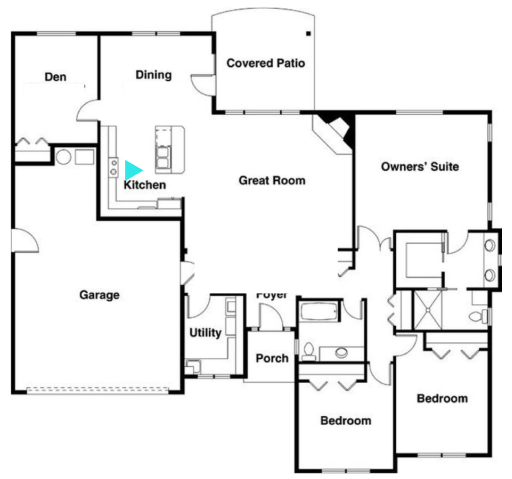 Covered Patio
Den
Dining
Owners' Suite
Kitchen
Great Room
Garage
Foyer
Utility
Porch
Bedroom
Bedroom